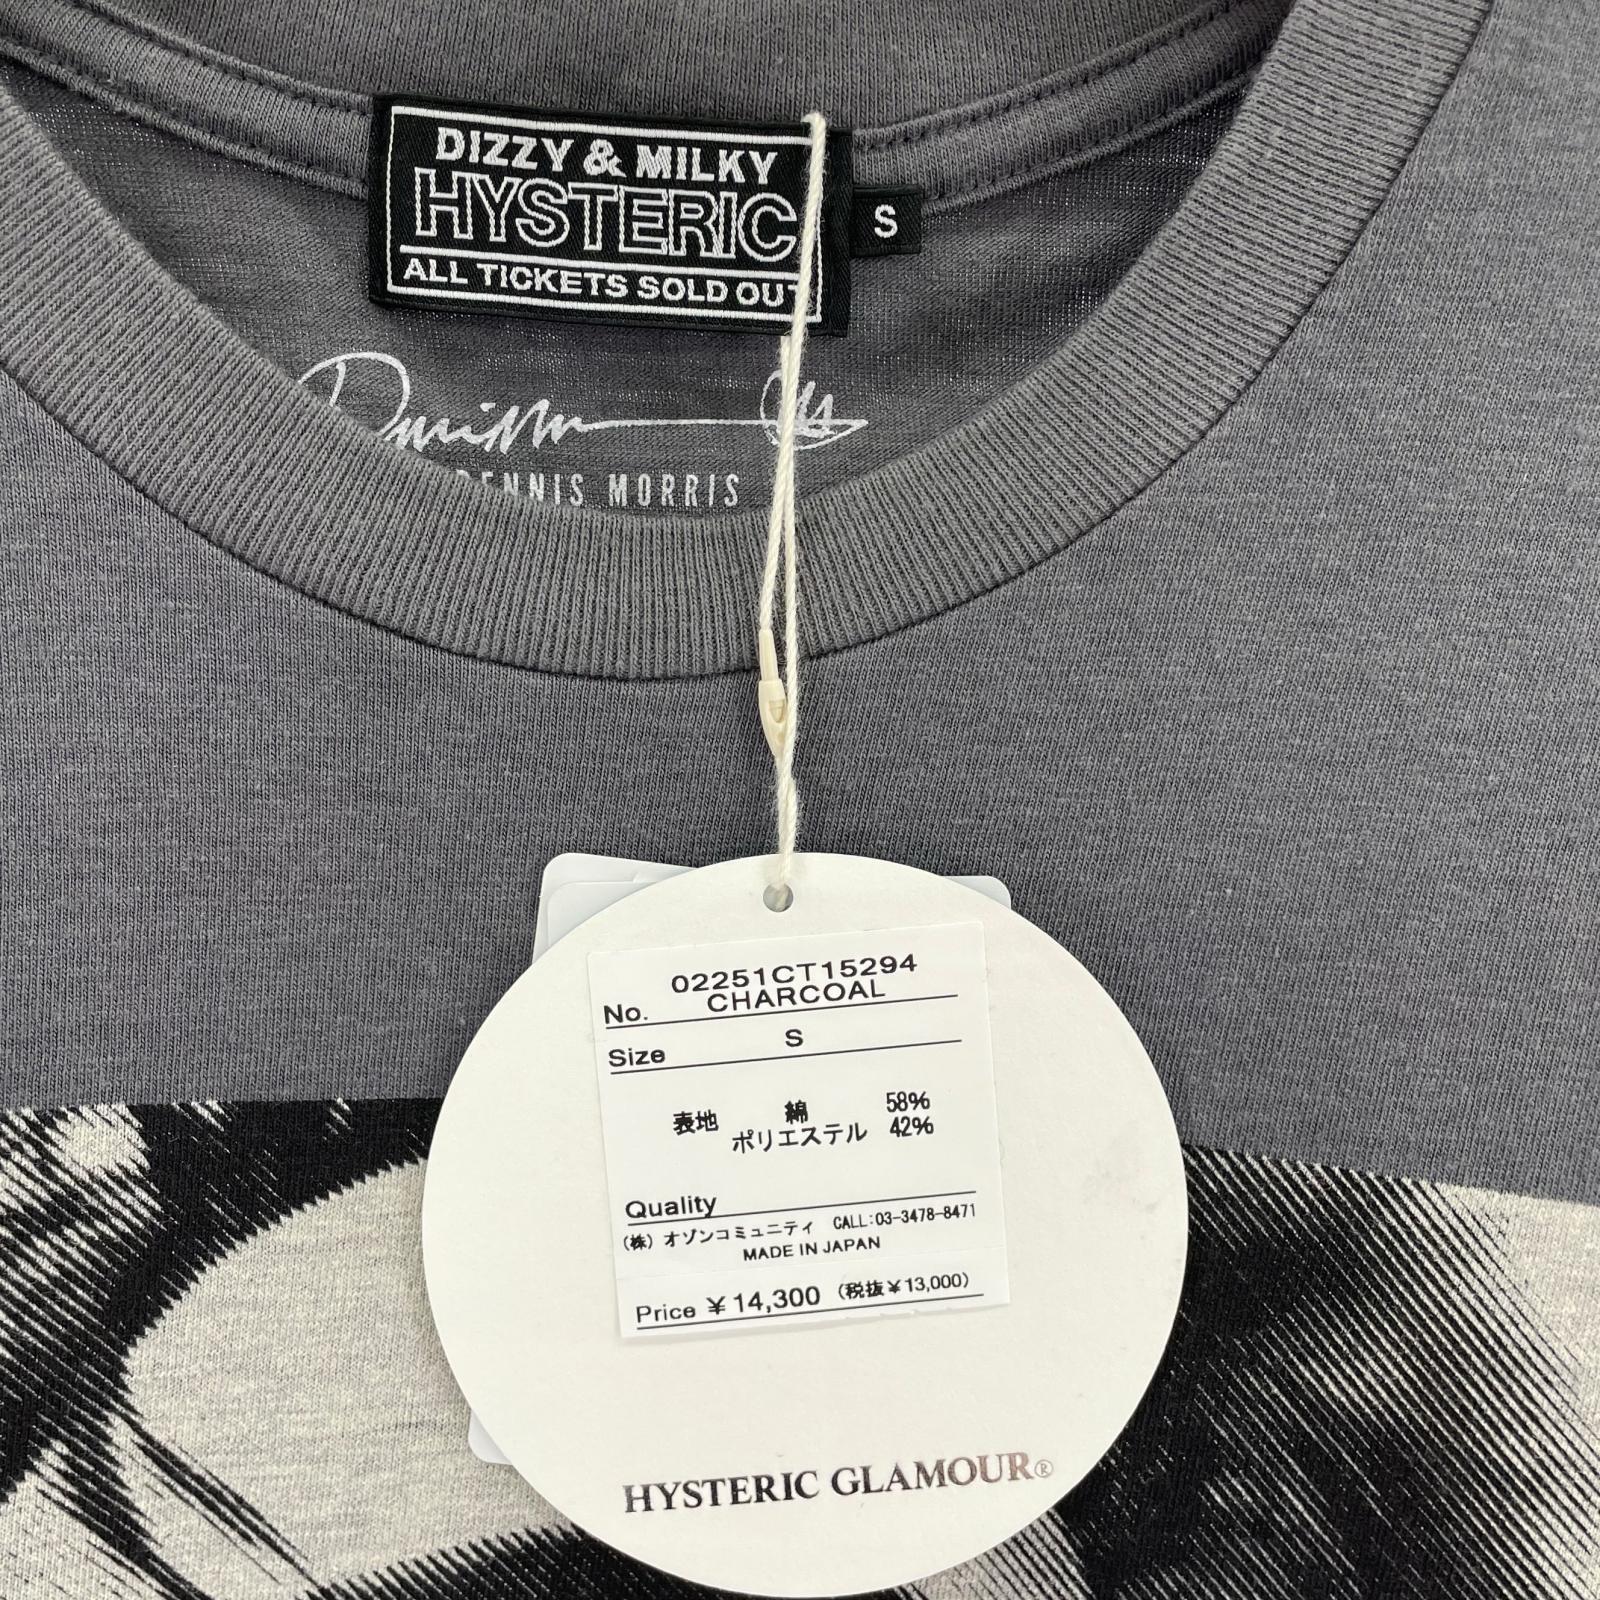 DIZZY & MILKY
HYSTERIC
ALL TICKETS SOLD OUT
S
DENNIS MORRIS
02251CT15294
No. CHARCOAL
Size S
表地 綿 58%
ポリエステル 42%
Quality
(株) オゾンコミュニティ CALL:03-3478-8471
MADE IN JAPAN
Price ¥14,300 (税抜¥13,000)
HYSTERIC GLAMOUR®